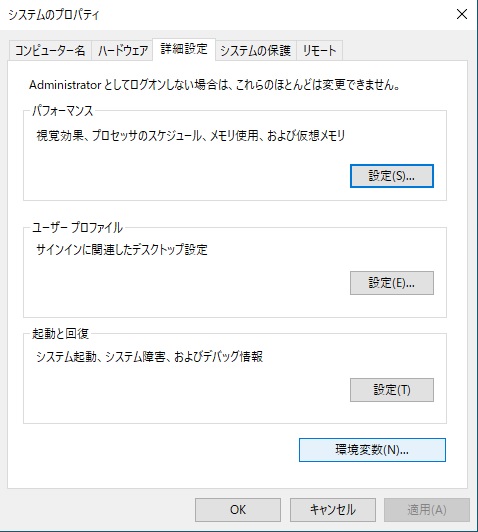 システムのプロパティ
コンピューター名 ハードウェア 詳細設定 システムの保護 リモート
Administrator としてログオンしない場合は、これらのほとんどは変更できません。
パフォーマンス
視覚効果、プロセッサのスケジュール、メモリ使用、および仮想メモリ
設定(S)...
ユーザー プロファイル
サインインに関連したデスクトップ設定
設定(E)...
起動と回復
システム起動、システム障害、およびデバッグ情報
設定(T)
環境変数(N)...
OK キャンセル 適用(A)